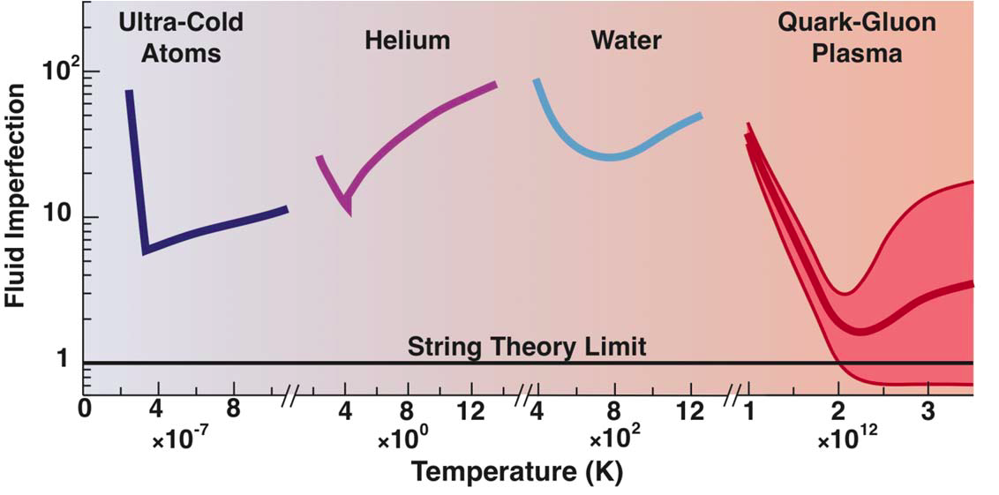 Ultra-Cold
Atoms
Helium
Water
Quark-Gluon
Plasma
Fluid Imperfection
10²
10
1
String Theory Limit
0 4 8 // 4 8 12 // 4 8 12 // 1 2 3
×10⁻⁷ ×10⁰ ×10² ×10¹²
Temperature (K)